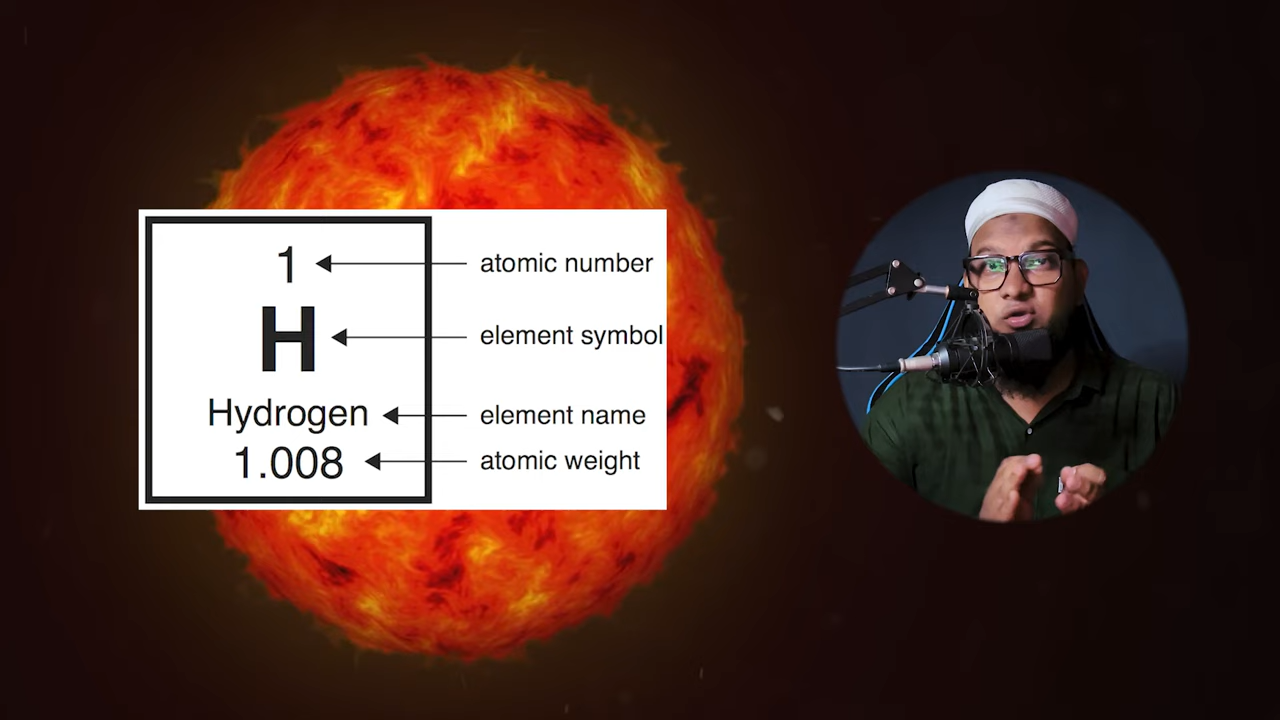 1
atomic number
H
element symbol
Hydrogen
element name
1.008
atomic weight